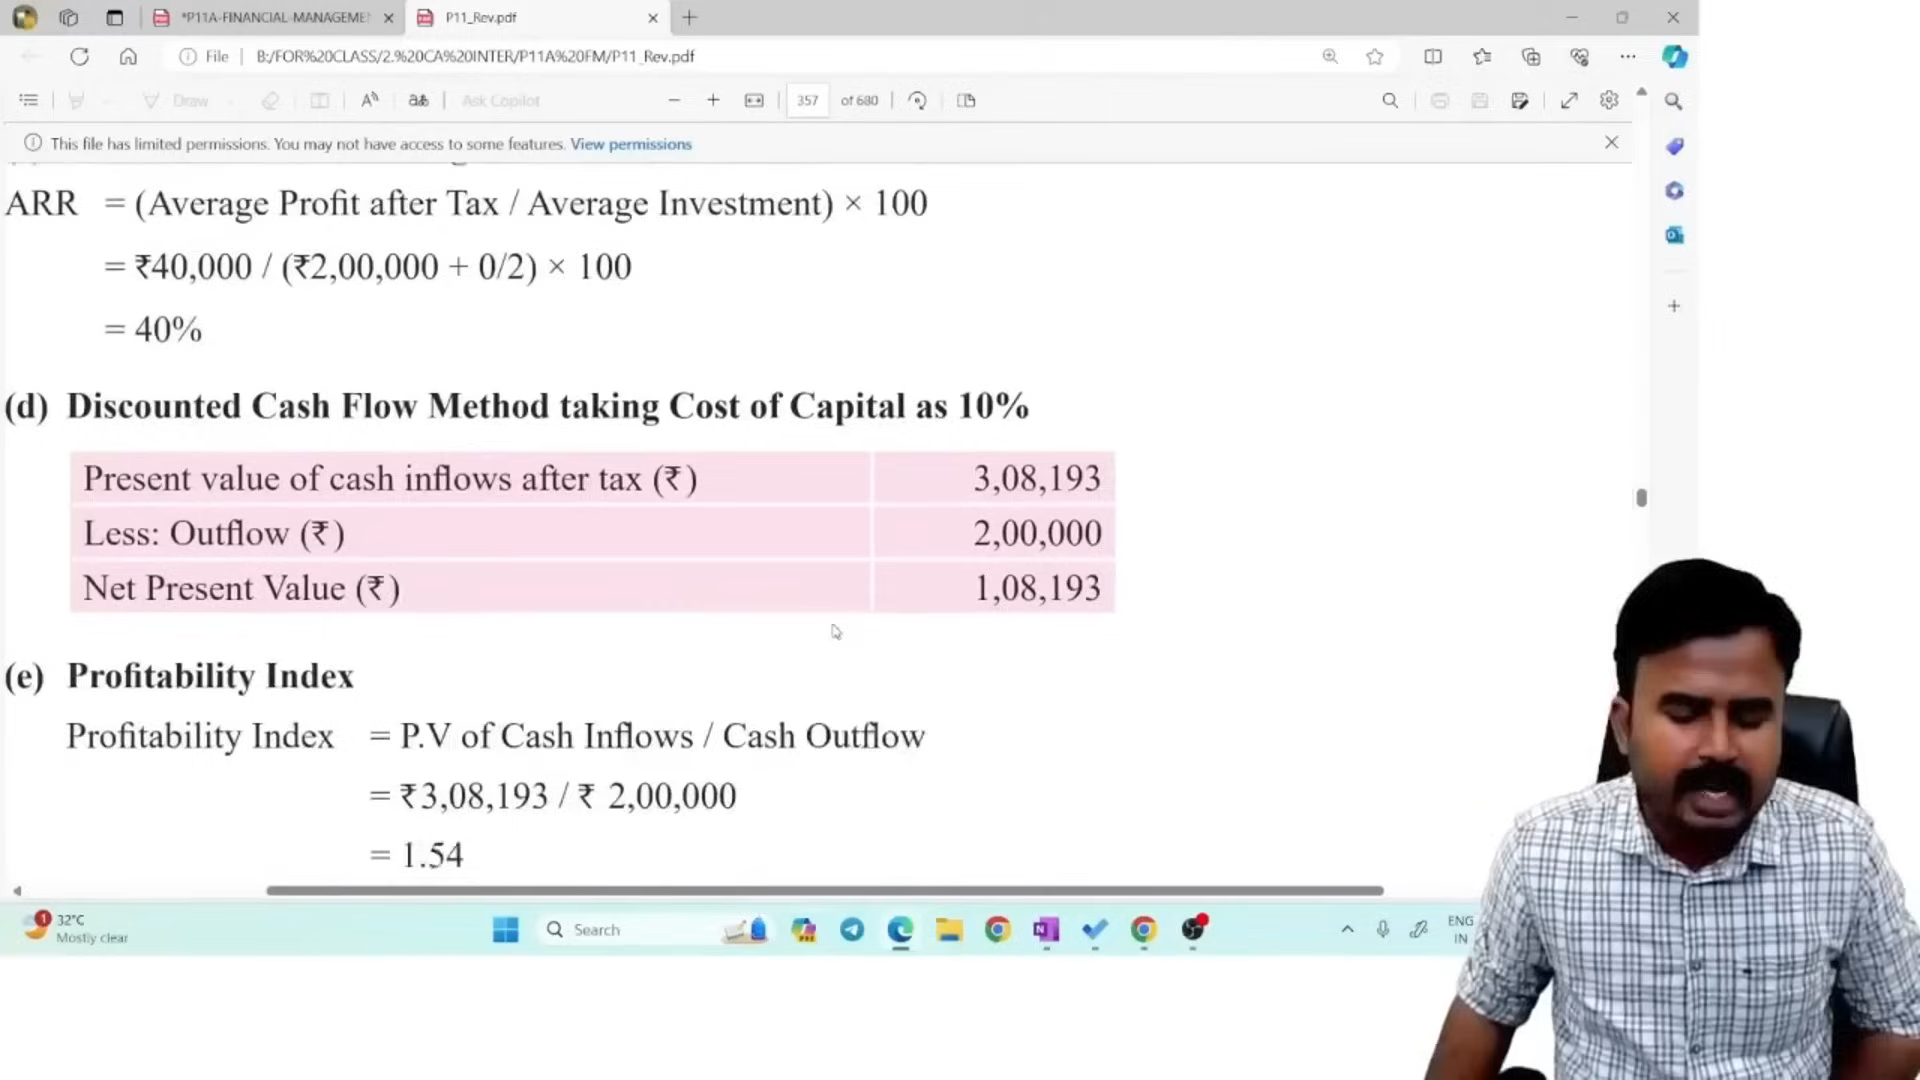 *P11A-FINANCIAL-MANAGEME
P11_Rev.pdf
File
B:/FOR%20CLASS/2.%20CA%20INTER/P11A%20FM/P11_Rev.pdf
Draw
Ask Copilot
357 of 680
This file has limited permissions. You may not have access to some features. View permissions
ARR = (Average Profit after Tax / Average Investment) × 100
= ₹40,000 / (₹2,00,000 + 0/2) × 100
= 40%
(d) Discounted Cash Flow Method taking Cost of Capital as 10%
Present value of cash inflows after tax (₹) 3,08,193
Less: Outflow (₹) 2,00,000
Net Present Value (₹) 1,08,193
(e) Profitability Index
Profitability Index = P.V of Cash Inflows / Cash Outflow
= ₹3,08,193 / ₹ 2,00,000
= 1.54
1
32°C
Mostly clear
Search
ENG
IN